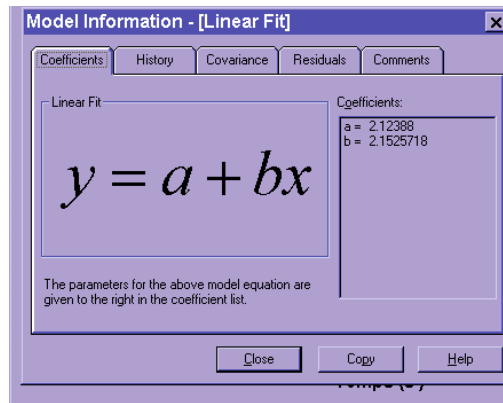 Model Information - [Linear Fit]
Coefficients History Covariance Residuals Comments
Linear Fit
y = a + bx
Coefficients:
a = 2.12388
b = 2.1525718
The parameters for the above model equation are
given to the right in the coefficient list.
Close Copy Help